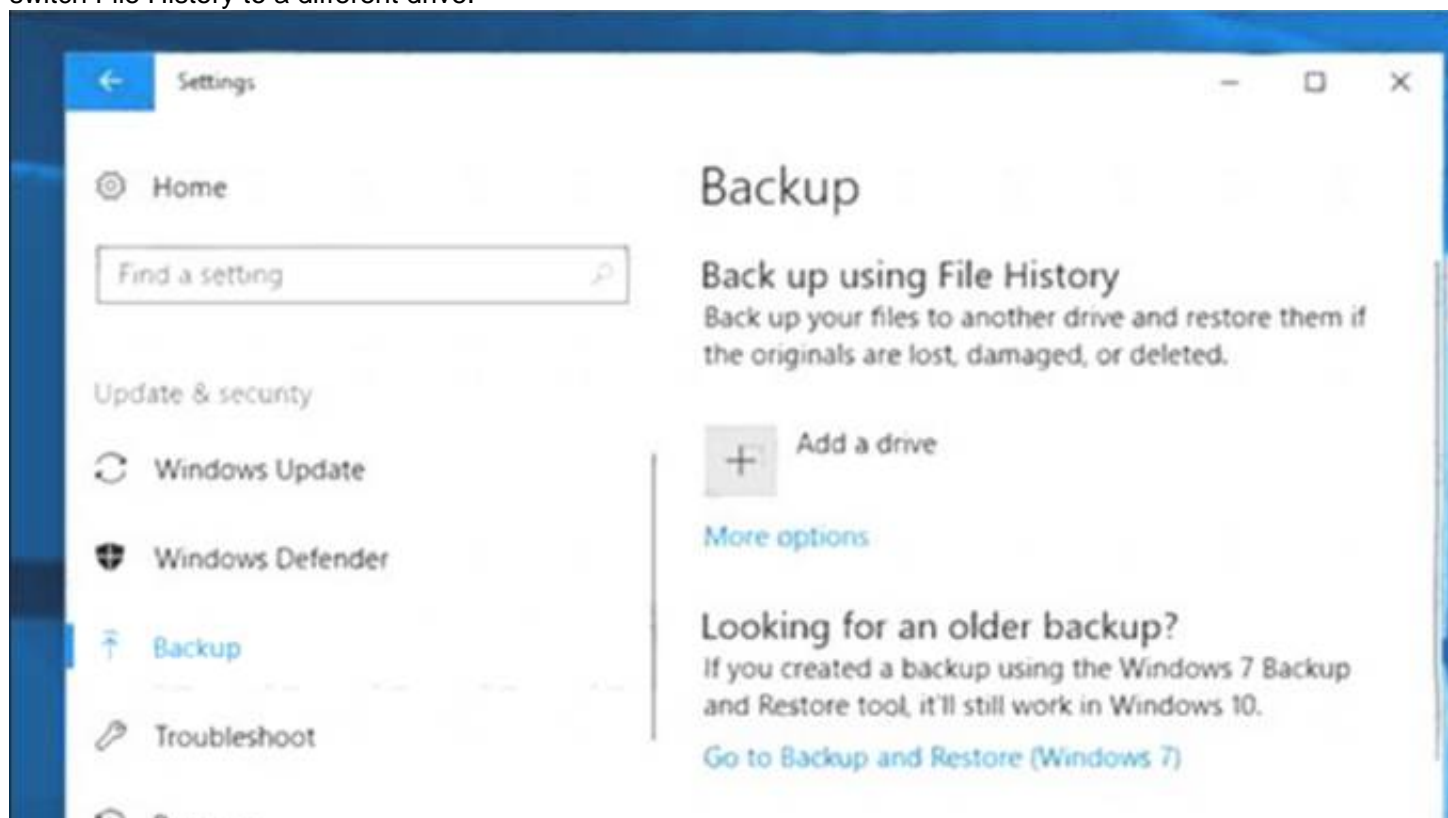 switch File History to a different drive.
Settings
Home
Find a setting
Update & security
Windows Update
Windows Defender
Backup
Troubleshoot
Backup
Back up using File History
Back up your files to another drive and restore them if
the originals are lost, damaged, or deleted.
Add a drive
More options
Looking for an older backup?
If you created a backup using the Windows 7 Backup
and Restore tool, it'll still work in Windows 10.
Go to Backup and Restore (Windows 7)